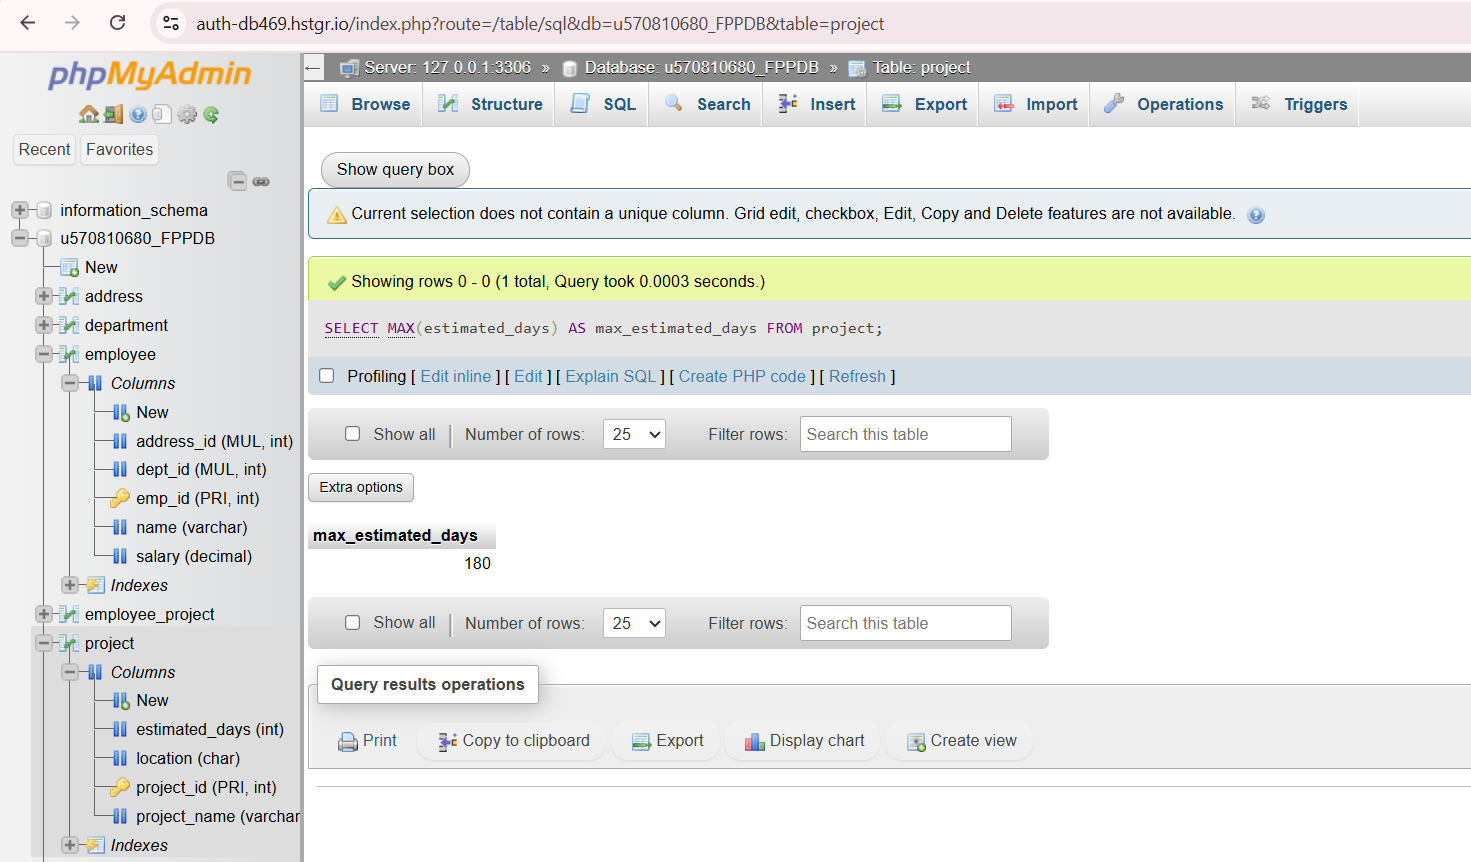 auth-db469.hstgr.io/index.php?route=/table/sql&db=u570810680_FPPDB&table=project
phpMyAdmin
Recent Favorites
information_schema
u570810680_FPPDB
New
address
department
employee
Columns
New
address_id (MUL, int)
dept_id (MUL, int)
emp_id (PRI, int)
name (varchar)
salary (decimal)
Indexes
employee_project
project
Columns
New
estimated_days (int)
location (char)
project_id (PRI, int)
project_name (varchar
Indexes
Server: 127.0.0.1:3306 » Database: u570810680_FPPDB » Table: project
Browse Structure SQL Search Insert Export Import Operations Triggers
Show query box
Current selection does not contain a unique column. Grid edit, checkbox, Edit, Copy and Delete features are not available.
Showing rows 0 - 0 (1 total, Query took 0.0003 seconds.)
SELECT MAX(estimated_days) AS max_estimated_days FROM project;
Profiling [ Edit inline ] [ Edit ] [ Explain SQL ] [ Create PHP code ] [ Refresh ]
Show all | Number of rows: 25 Filter rows: Search this table
Extra options
max_estimated_days
180
Show all | Number of rows: 25 Filter rows: Search this table
Query results operations
Print Copy to clipboard Export Display chart Create view